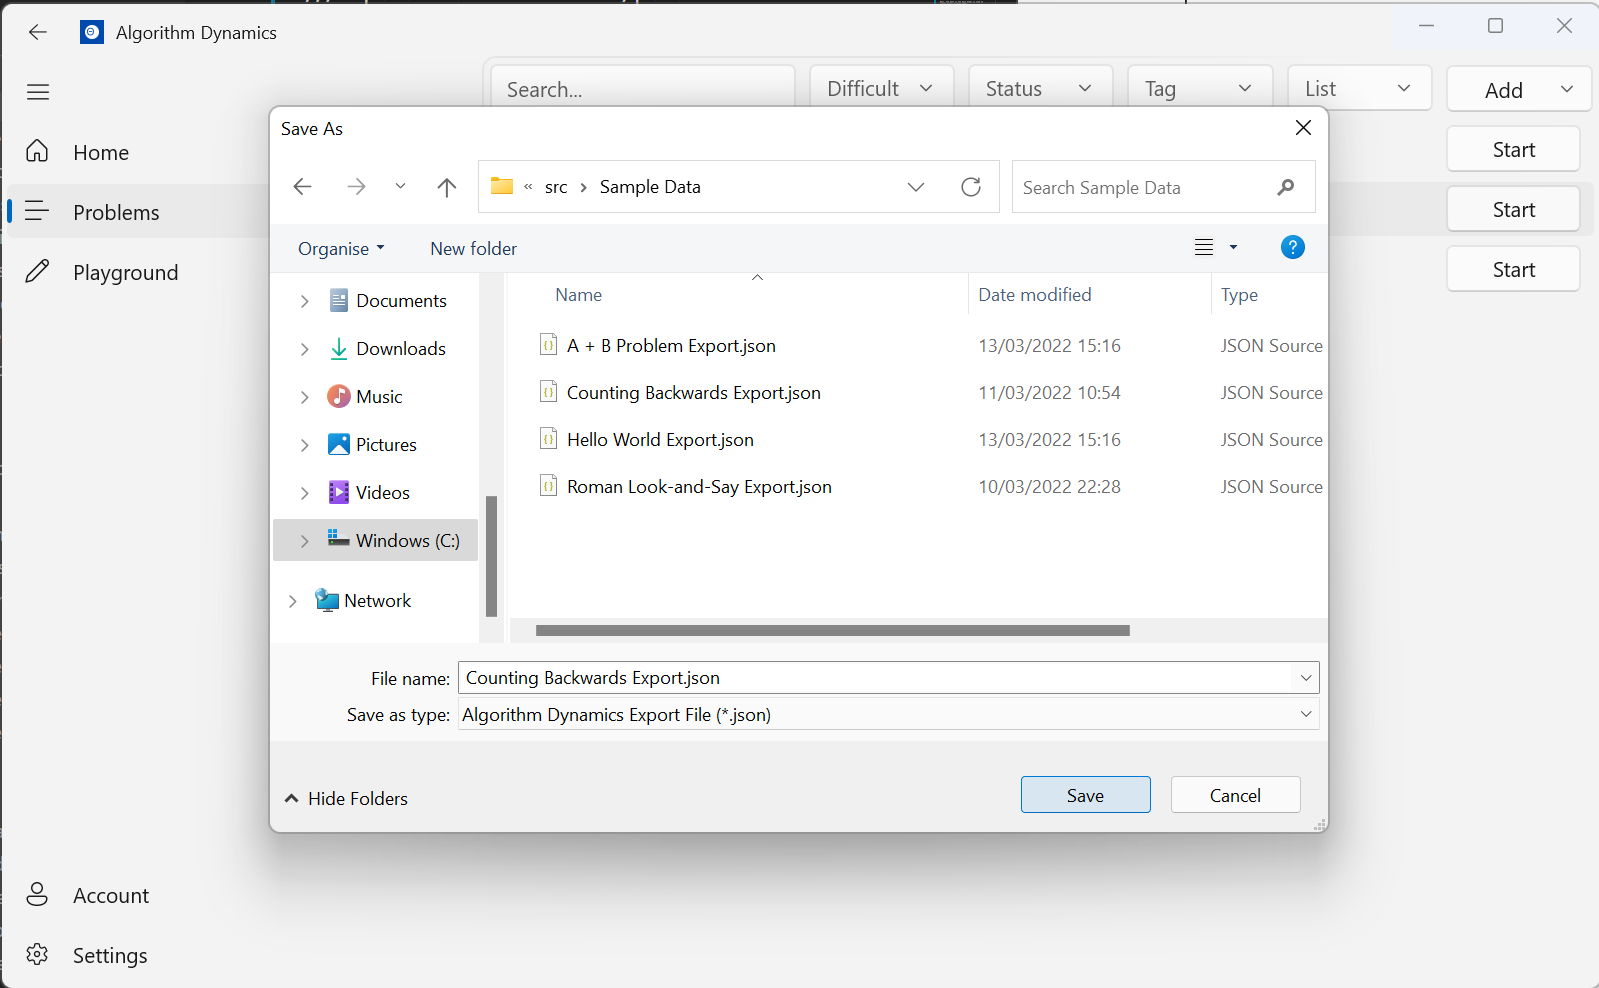 Algorithm Dynamics
Search...
Difficult
Status
Tag
List
Add
Home
Problems
Playground
Start
Start
Start
Save As
« src > Sample Data
Search Sample Data
Organise
New folder
?
Documents
Downloads
Music
Pictures
Videos
Windows (C:)
Network
Name Date modified Type
A + B Problem Export.json 13/03/2022 15:16 JSON Source
Counting Backwards Export.json 11/03/2022 10:54 JSON Source
Hello World Export.json 13/03/2022 15:16 JSON Source
Roman Look-and-Say Export.json 10/03/2022 22:28 JSON Source
File name: Counting Backwards Export.json
Save as type: Algorithm Dynamics Export File (*.json)
Hide Folders
Save
Cancel
Account
Settings